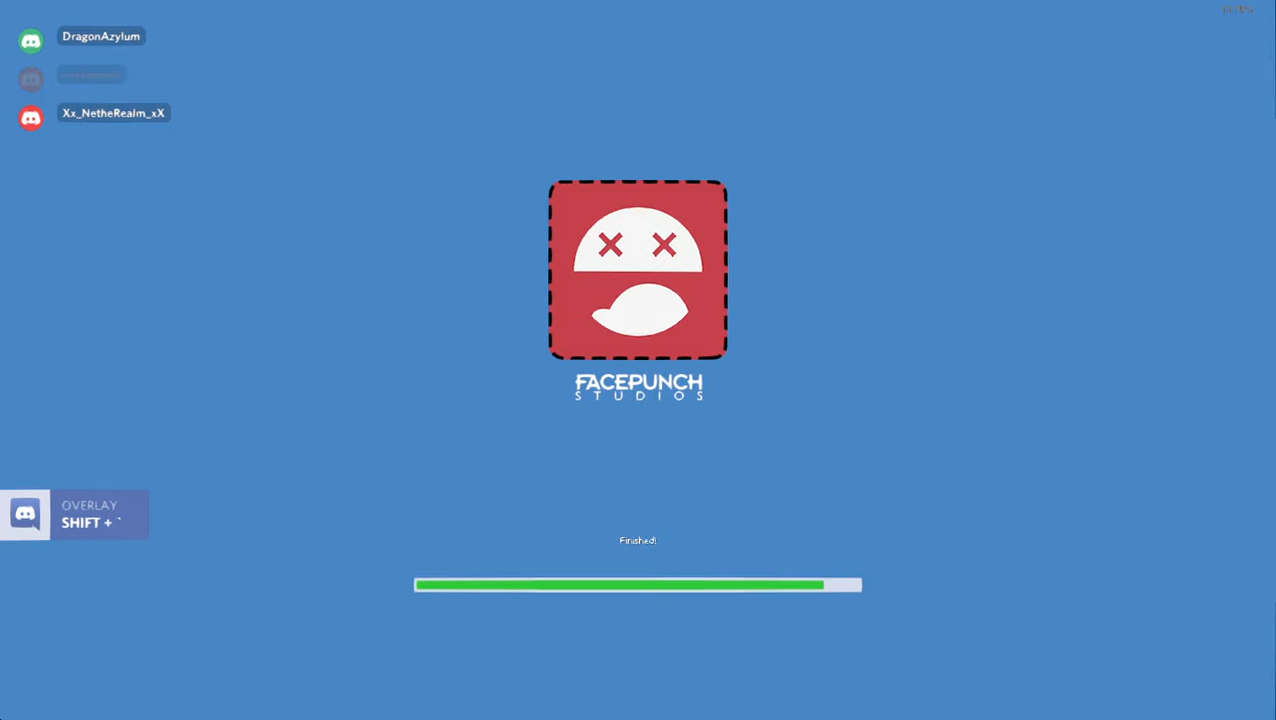 DragonAzylum
Xx_NetheRealm_xX
FACEPUNCH
STUDIOS
OVERLAY
SHIFT + `
Finished!